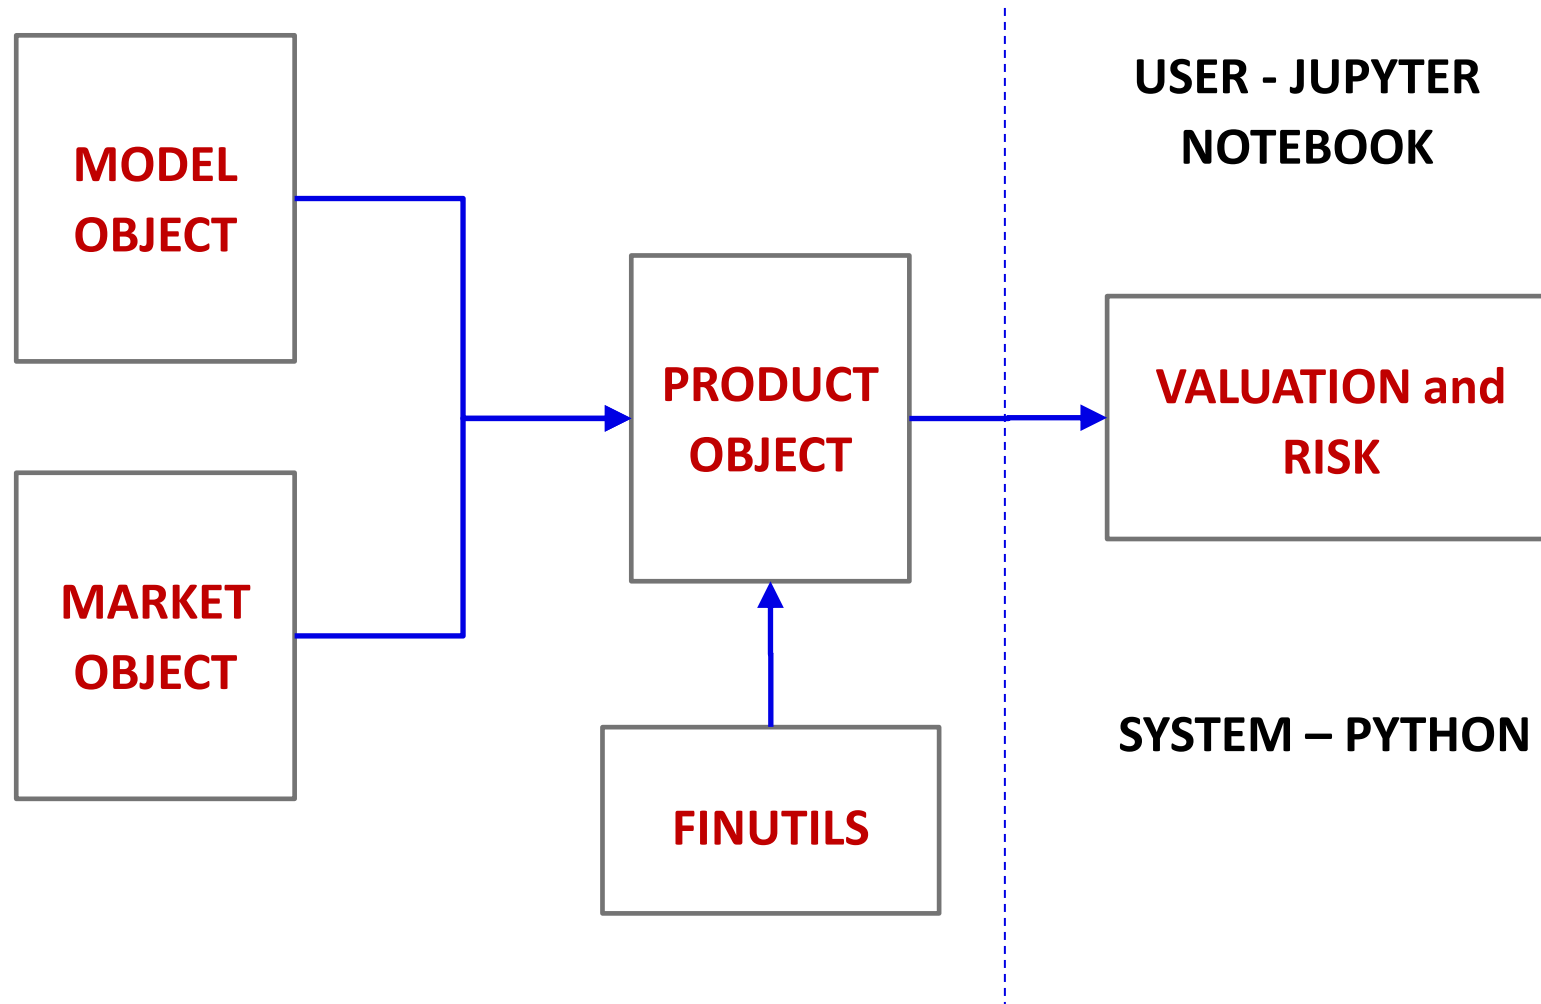 MODEL
OBJECT
MARKET
OBJECT
PRODUCT
OBJECT
FINUTILS
USER - JUPYTER
NOTEBOOK
VALUATION and
RISK
SYSTEM – PYTHON